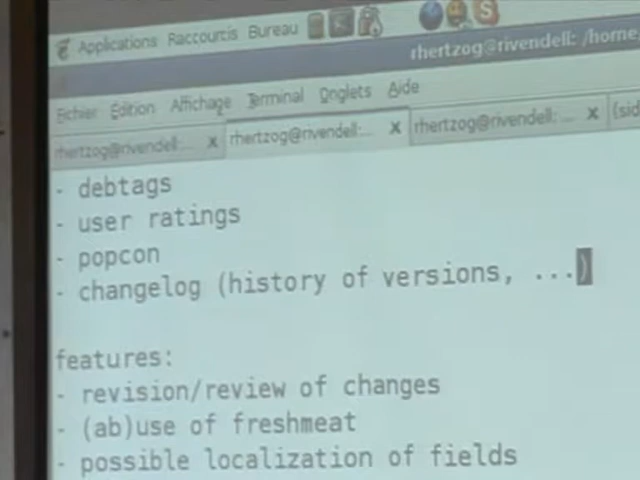 Applications Raccourcis Bureau
rhertzog@rivendell: /home
Fichier Édition Affichage Terminal Onglets Aide
rhertzog@rivendell:... x rhertzog@rivendell:... x rhertzog@rivendell: ... x (sid
- debtags
- user ratings
- popcon
- changelog (history of versions, ...)
features:
- revision/review of changes
- (ab)use of freshmeat
- possible localization of fields